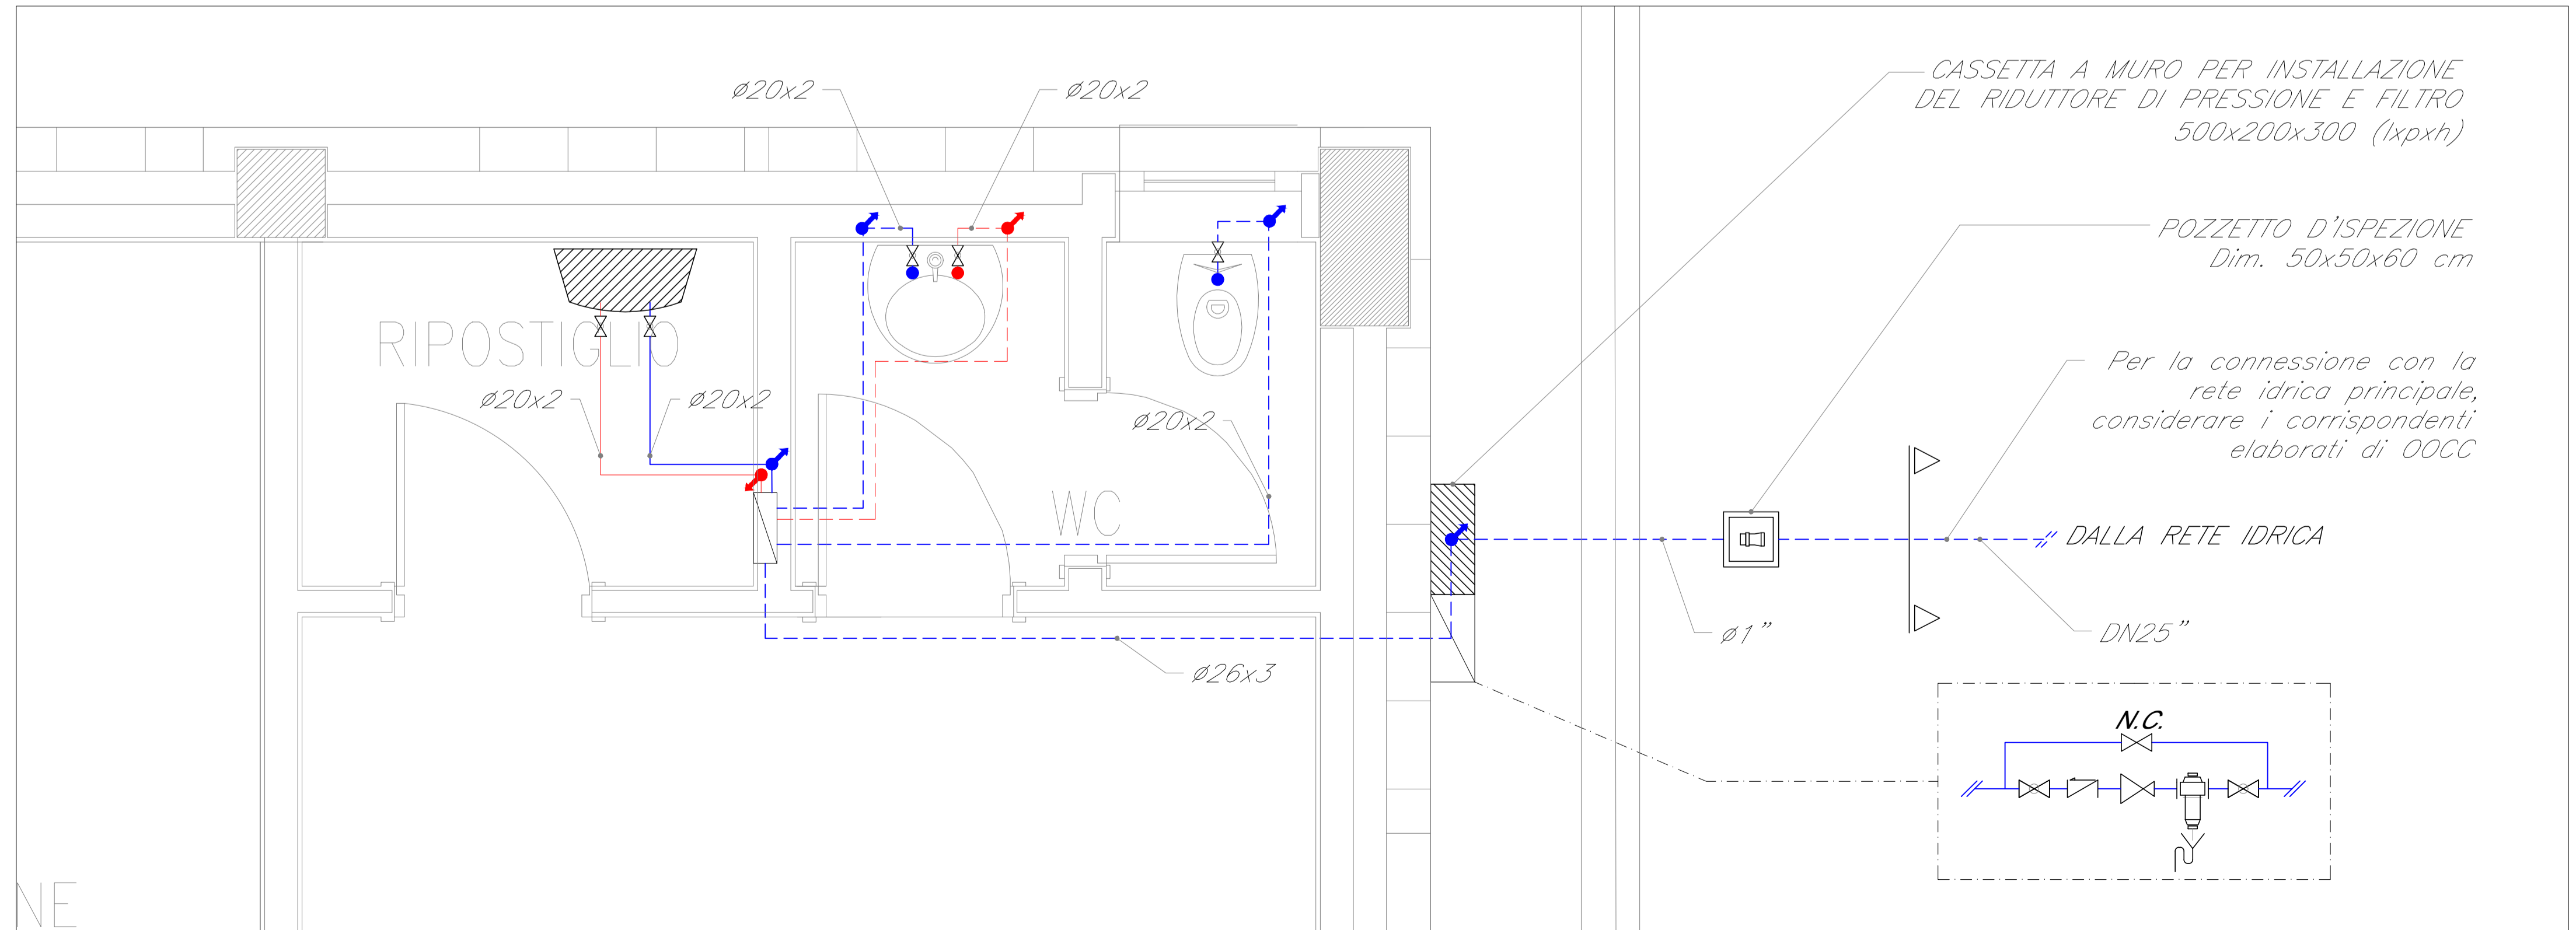 CASSETTA A MURO PER INSTALLAZIONE
DEL RIDUTTORE DI PRESSIONE E FILTRO
500x200x300 (lxpxh)
ø20x2
ø20x2
POZZETTO D'ISPEZIONE
Dim. 50x50x60 cm
RIPOSTIGLIO
Per la connessione con la
rete idrica principale,
considerare i corrispondenti
elaborati di OOCC
ø20x2
ø20x2
ø20x2
WC
DALLA RETE IDRICA
ø1"
DN25"
ø26x3
N.C.
NE